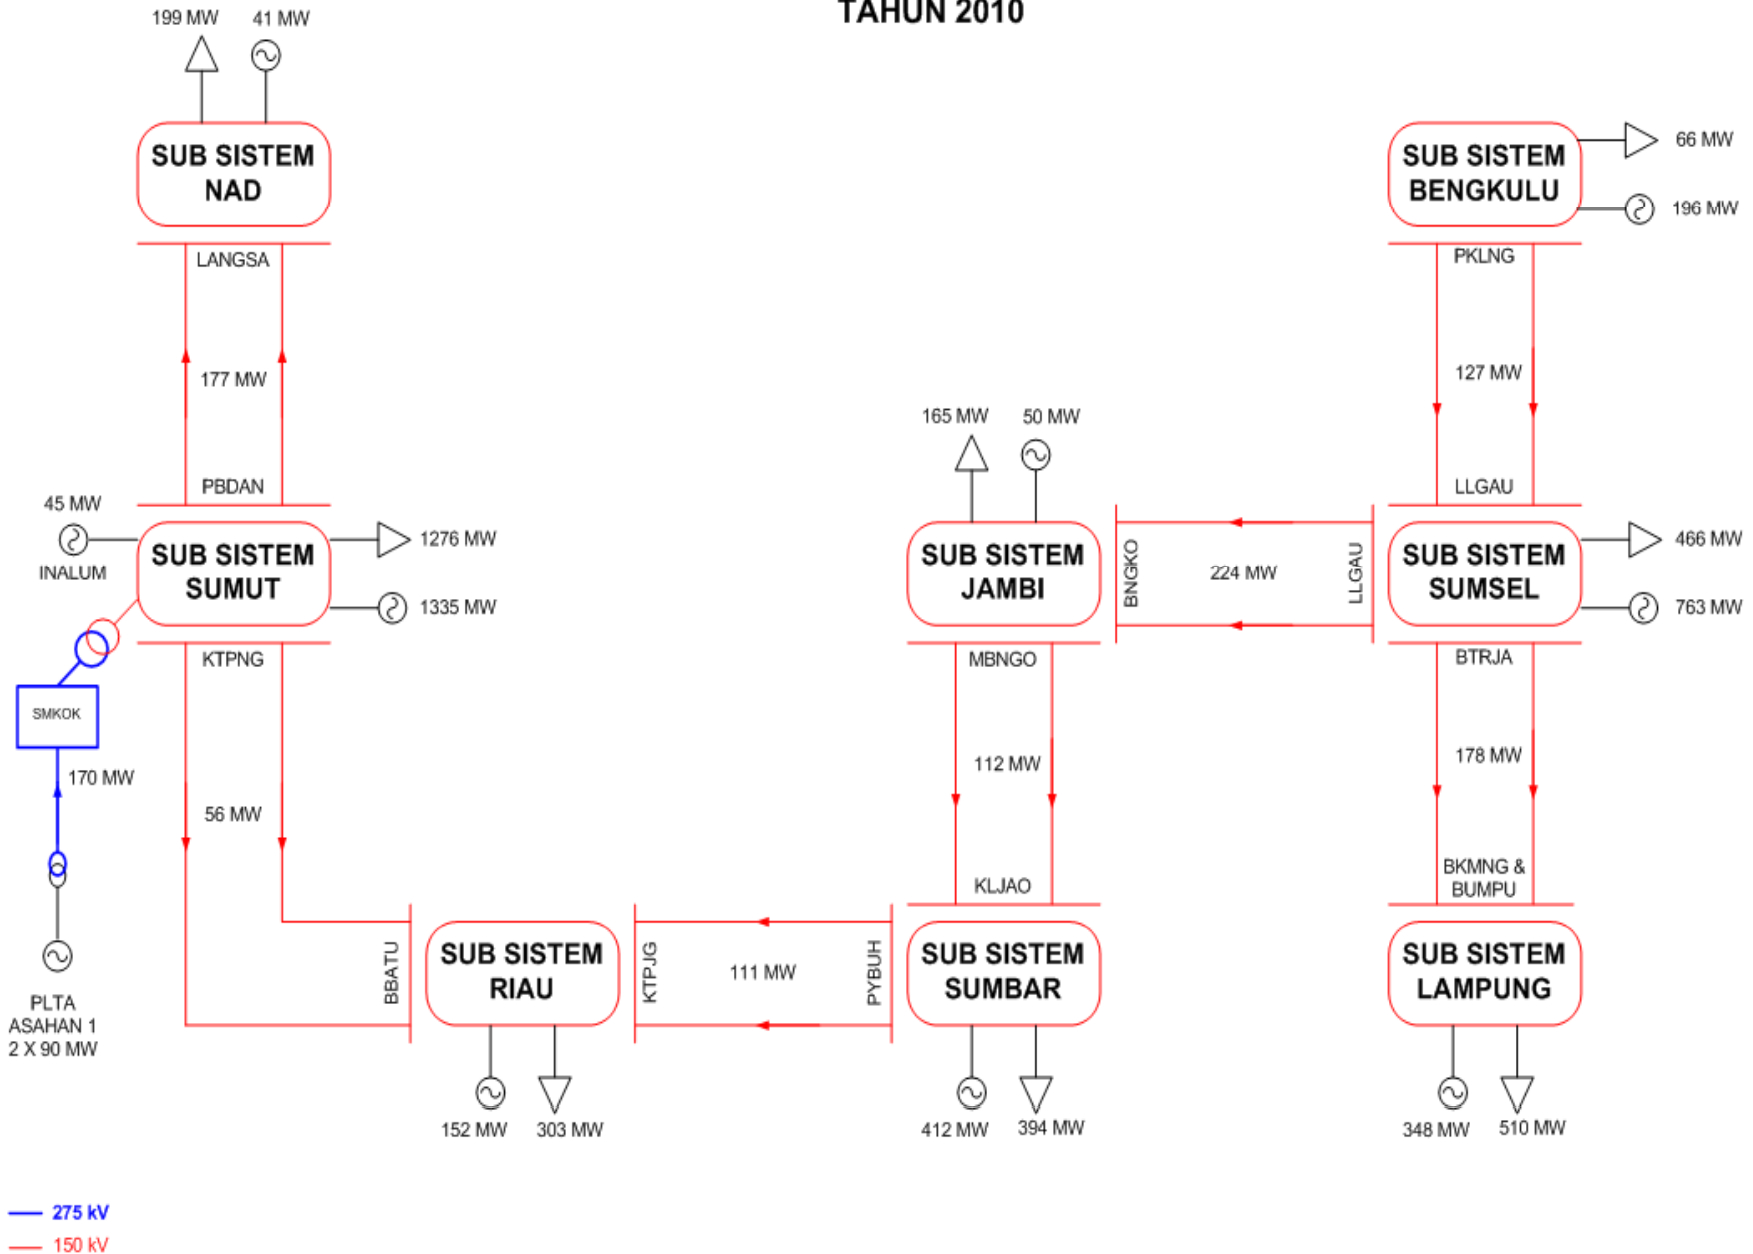 TAHUN 2010
199 MW
41 MW
SUB SISTEM
NAD
LANGSA
177 MW
PBDAN
45 MW
INALUM
SUB SISTEM
SUMUT
1276 MW
1335 MW
KTPNG
SMKOK
170 MW
56 MW
PLTA
ASAHAN 1
2 X 90 MW
BBATU
SUB SISTEM
RIAU
152 MW
303 MW
KTPJG
111 MW
PYBUH
165 MW
50 MW
SUB SISTEM
JAMBI
MBNGO
112 MW
KLJAO
SUB SISTEM
SUMBAR
412 MW
394 MW
BNGKO
224 MW
LLGAU
SUB SISTEM
BENGKULU
66 MW
196 MW
PKLNG
127 MW
LLGAU
SUB SISTEM
SUMSEL
466 MW
763 MW
BTRJA
178 MW
BKMNG &
BUMPU
SUB SISTEM
LAMPUNG
348 MW
510 MW
275 kV
150 kV